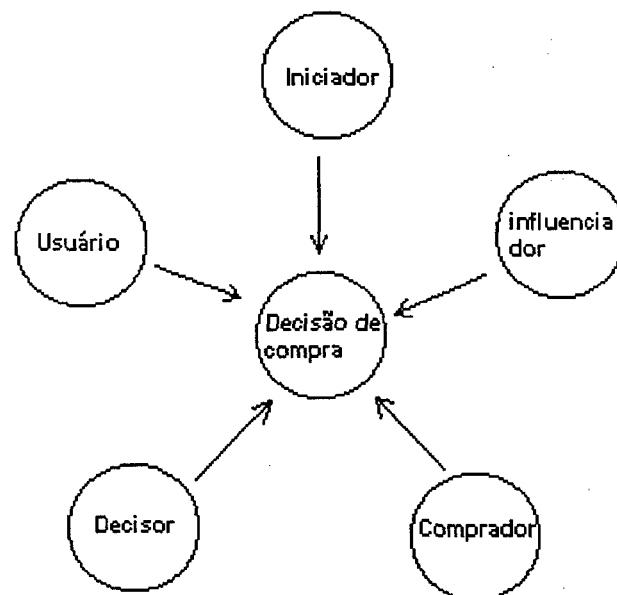 Iniciador
Usuário
influencia
dor
Decisão de
compra
Decisor
Comprador